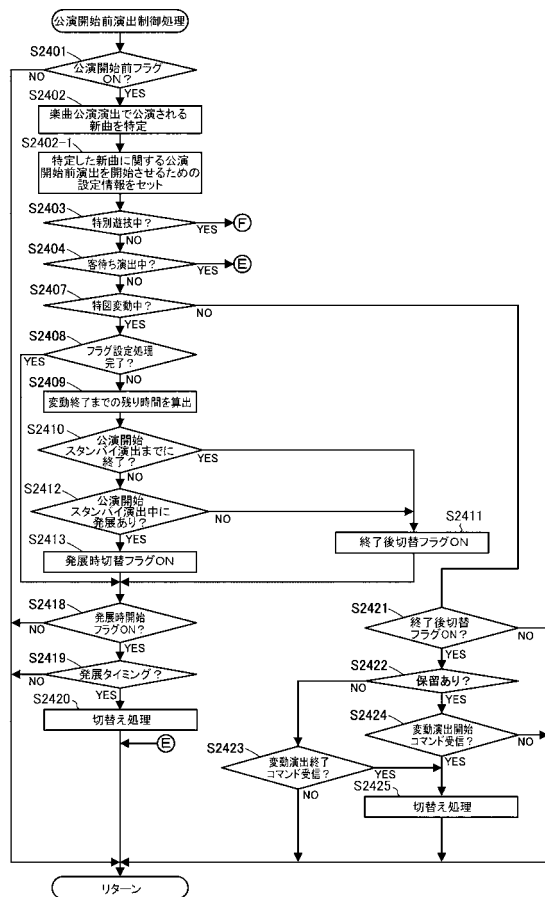 公演開始前演出制御処理
S2401
公演開始前フラグ
ON?
NO
YES
S2402
楽曲公演演出で公演される
新曲を特定
S2402-1
特定した新曲に関する公演
開始前演出を開始させるための
設定情報をセット
S2403
特別遊技中?
YES
F
NO
S2404
客待ち演出中?
YES
E
NO
S2407
特図変動中?
NO
YES
S2408
フラグ設定処理
完了?
YES
NO
S2409
変動終了までの残り時間を算出
S2410
公演開始
スタンバイ演出までに
終了?
YES
NO
S2412
公演開始
スタンバイ演出中に
発展あり?
NO
YES
S2411
終了後切替フラグON
S2413
発展時切替フラグON
S2418
発展時開始
フラグON?
NO
YES
S2421
終了後切替
フラグON?
NO
YES
S2419
発展タイミング?
NO
YES
S2422
保留あり?
NO
YES
S2420
切替え処理
E
S2424
変動演出開始
コマンド受信?
NO
YES
S2423
変動演出終了
コマンド受信?
YES
NO
S2425
切替え処理
リターン